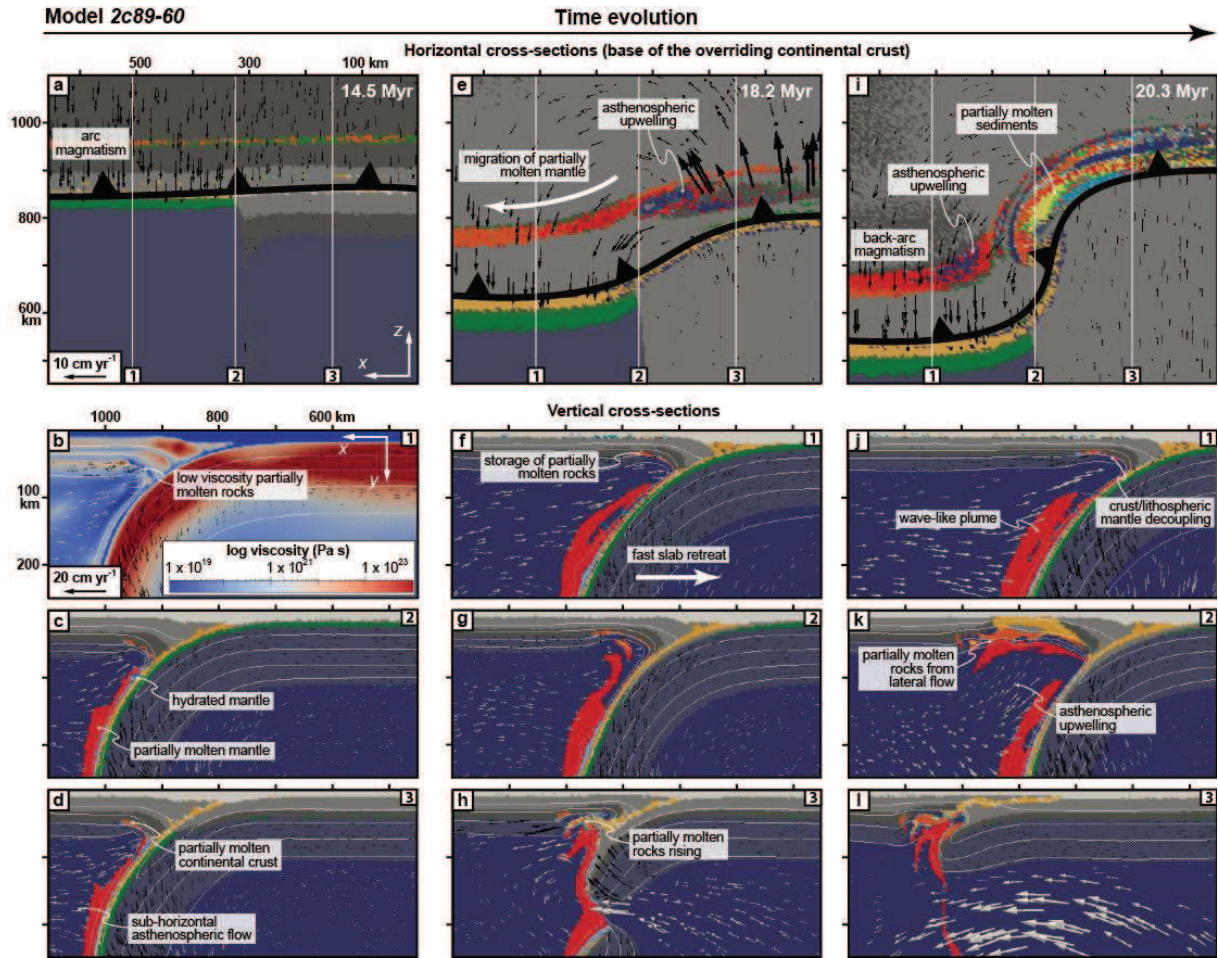 Model 2c89-60
Time evolution
Horizontal cross-sections (base of the overriding continental crust)
500 300 100 km
a
14.5 Myr
1000
800
600
km
arc
magmatism
10 cm yr-1
z
x
1 2 3
e
18.2 Myr
asthenospheric
upwelling
migration of partially
molten mantle
1 2 3
i
20.3 Myr
partially molten
sediments
asthenospheric
upwelling
back-arc
magmatism
1 2 3
Vertical cross-sections
1000 800 600 km
b
1
x
y
100
km
200
low viscosity partially
molten rocks
log viscosity (Pa s)
1 x 10^19 1 x 10^21 1 x 10^23
20 cm yr-1
f
1
storage of partially
molten rocks
fast slab retreat
j
1
wave-like plume
crust/lithospheric
mantle decoupling
c
2
hydrated mantle
partially molten mantle
g
2
k
2
partially molten
rocks from
lateral flow
asthenospheric
upwelling
d
3
partially molten
continental crust
sub-horizontal
asthenospheric flow
h
3
partially molten
rocks rising
l
3